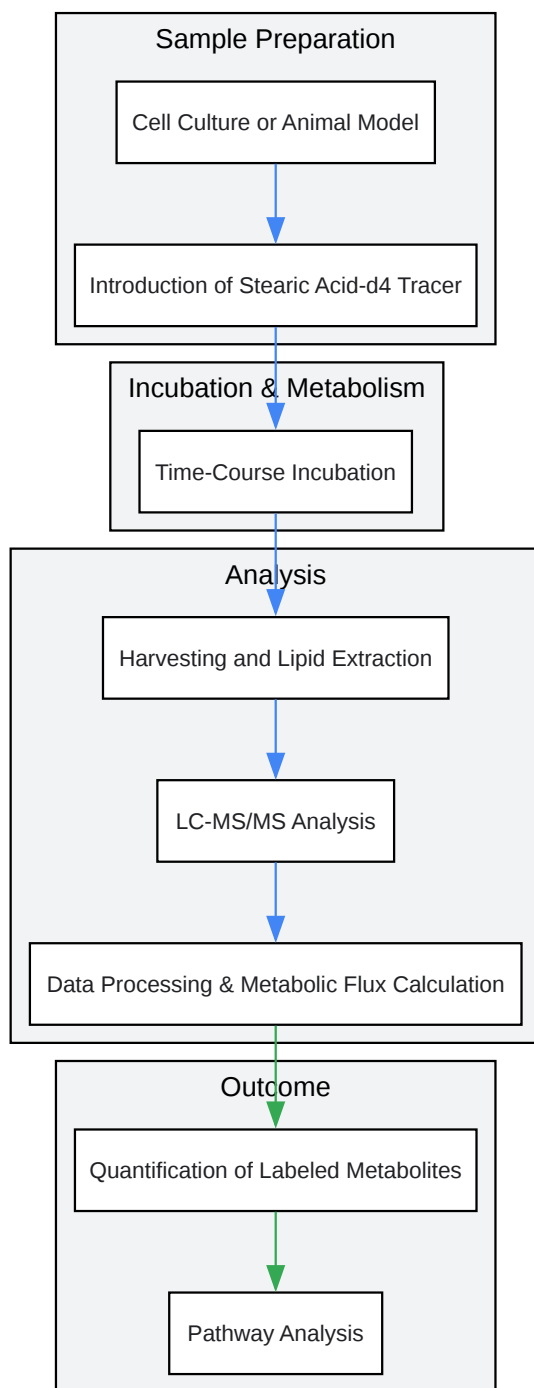 Sample Preparation
Cell Culture or Animal Model
Introduction of Stearic Acid-d4 Tracer
Incubation & Metabolism
Time-Course Incubation
Analysis
Harvesting and Lipid Extraction
LC-MS/MS Analysis
Data Processing & Metabolic Flux Calculation
Outcome
Quantification of Labeled Metabolites
Pathway Analysis